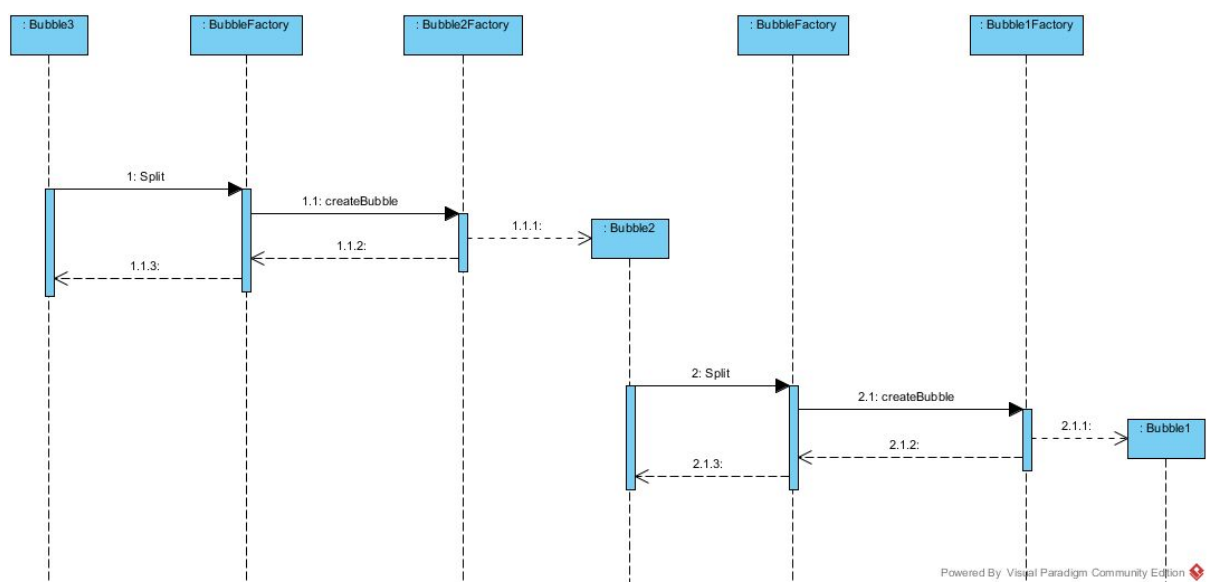 : Bubble3
: BubbleFactory
: Bubble2Factory
: BubbleFactory
: Bubble1Factory
1: Split
1.1: createBubble
1.1.1:
: Bubble2
1.1.2:
1.1.3:
2: Split
2.1: createBubble
2.1.1:
: Bubble1
2.1.2:
2.1.3:
Powered By Visual Paradigm Community Edition